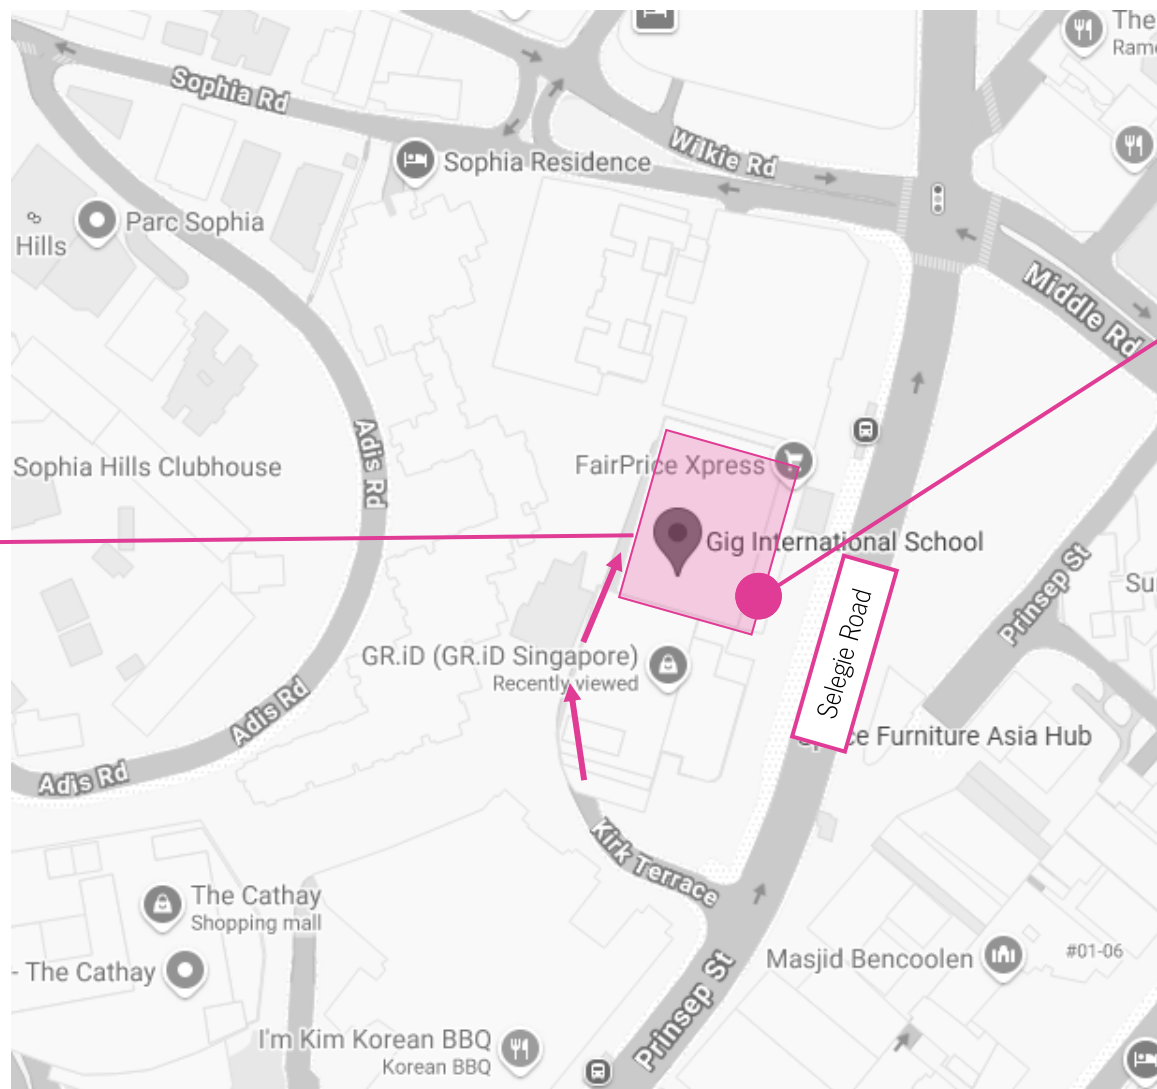 The
Rame
Sophia Rd
Wilkie Rd
Sophia Residence
Parc Sophia
Hills
Middle Rd
Adis Rd
Sophia Hills Clubhouse
FairPrice Xpress
Gig International School
Prinsep St
Su
Selegie Road
GR.iD (GR.iD Singapore)
Recently viewed
Adis Rd
Furniture Asia Hub
Adis Rd
Kirk Terrace
The Cathay
Shopping mall
- The Cathay
Masjid Bencoolen
#01-06
Prinsep St
I'm Kim Korean BBQ
Korean BBQ